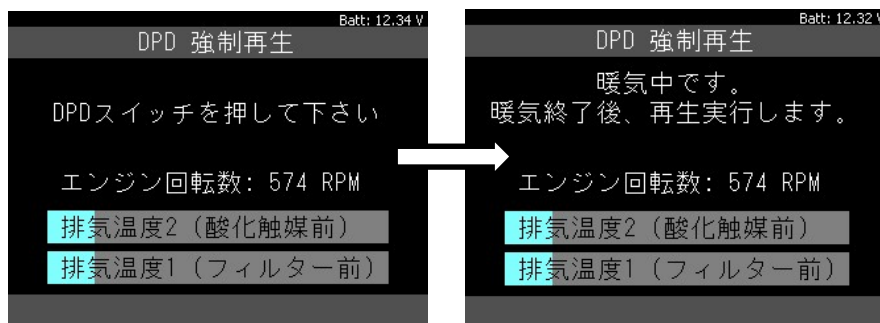 Batt: 12.34 V
DPD 強制再生
DPDスイッチを押して下さい
エンジン回転数: 574 RPM
排気温度2 (酸化触媒前)
排気温度1 (フィルター前)
Batt: 12.32 V
DPD 強制再生
暖気中です。
暖気終了後、再生実行します。
エンジン回転数: 574 RPM
排気温度2 (酸化触媒前)
排気温度1 (フィルター前)